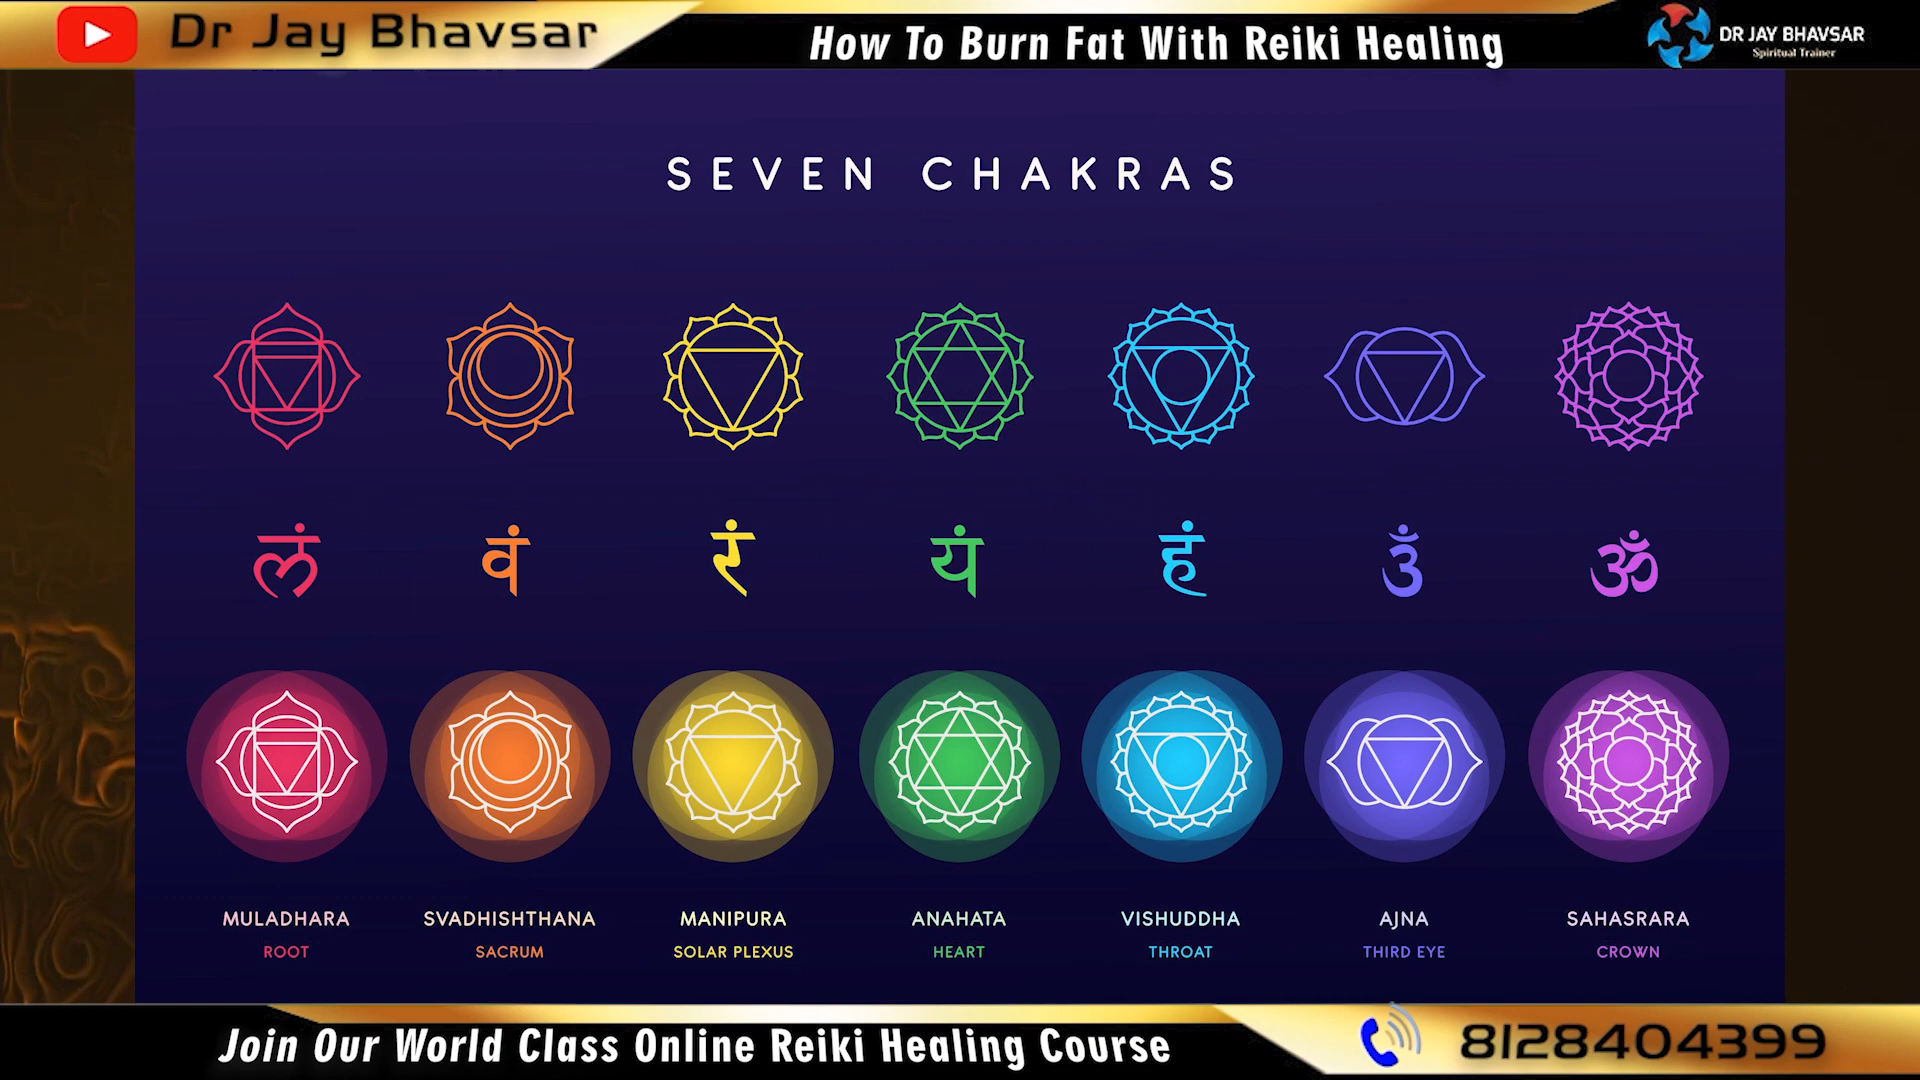 Dr Jay Bhavsar
How To Burn Fat With Reiki Healing
DR JAY BHAVSAR
Spiritual Trainer
SEVEN CHAKRAS
लं वं रं यं हं उँ ॐ
MULADHARA SVADHISHTHANA MANIPURA ANAHATA VISHUDDHA AJNA SAHASRARA
ROOT SACRUM SOLAR PLEXUS HEART THROAT THIRD EYE CROWN
Join Our World Class Online Reiki Healing Course
8128404399